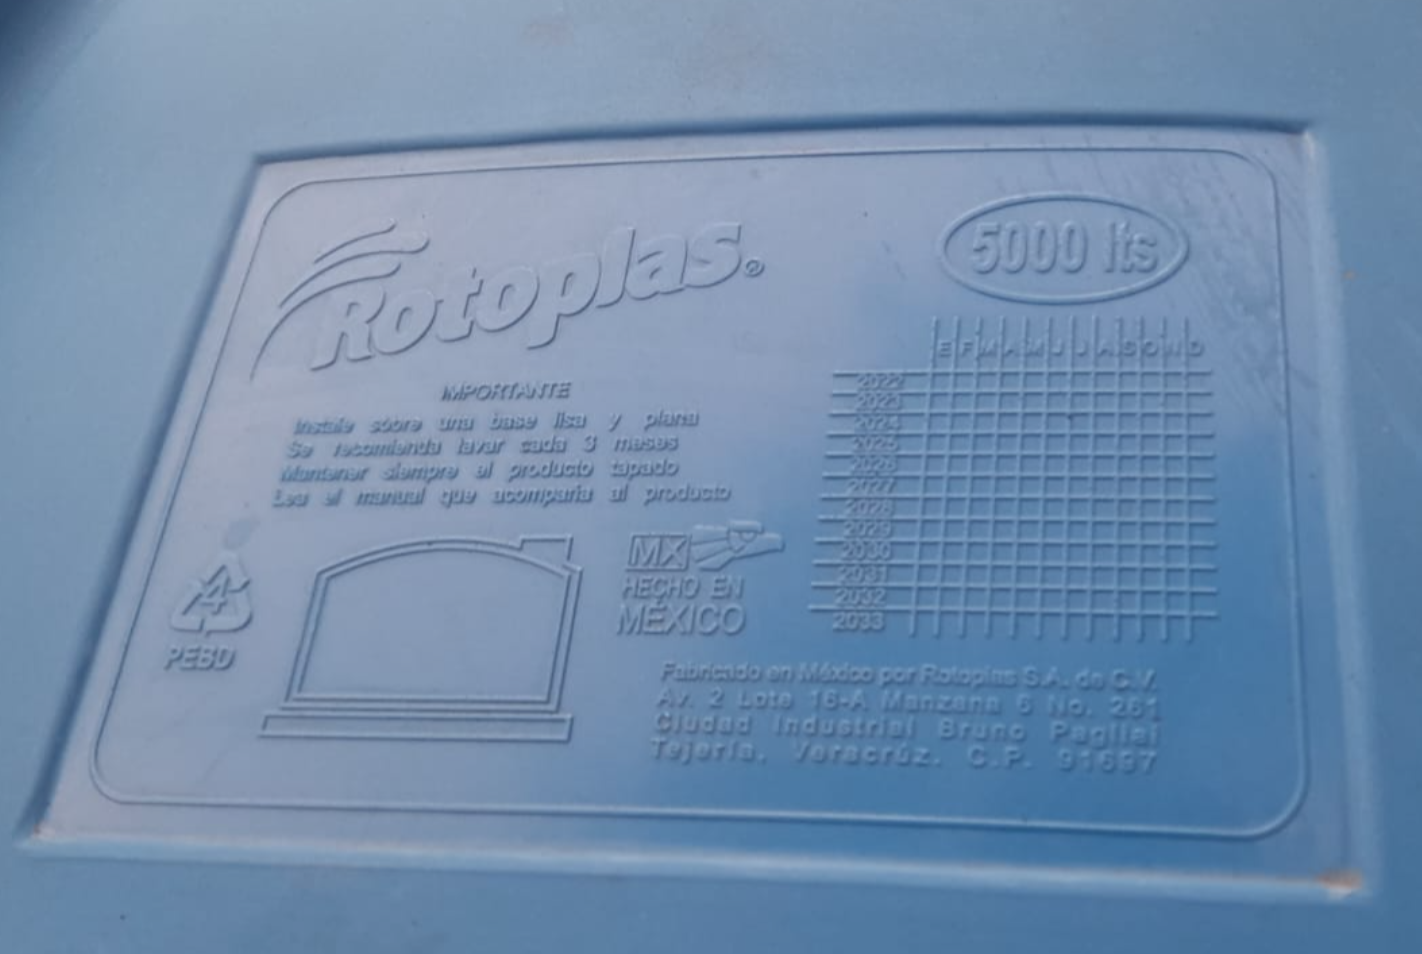 Rotoplas®
5000 lts
IMPORTANTE
Instale sobre una base lisa y plana
Se recomienda lavar cada 3 meses
Mantener siempre el producto tapado
Lea el manual que acompaña al producto
E F M A M J J A S O N D
2022
2023
2024
2025
2026
2027
2028
2029
2030
2031
2032
2033
4
PEBD
MX
HECHO EN
MÉXICO
Fabricado en México por Rotoplas S.A. de C.V.
Av. 2 Lote 16-A Manzana 6 No. 261
Ciudad Industrial Bruno Pagliai
Tejería, Veracrúz. C.P. 91697